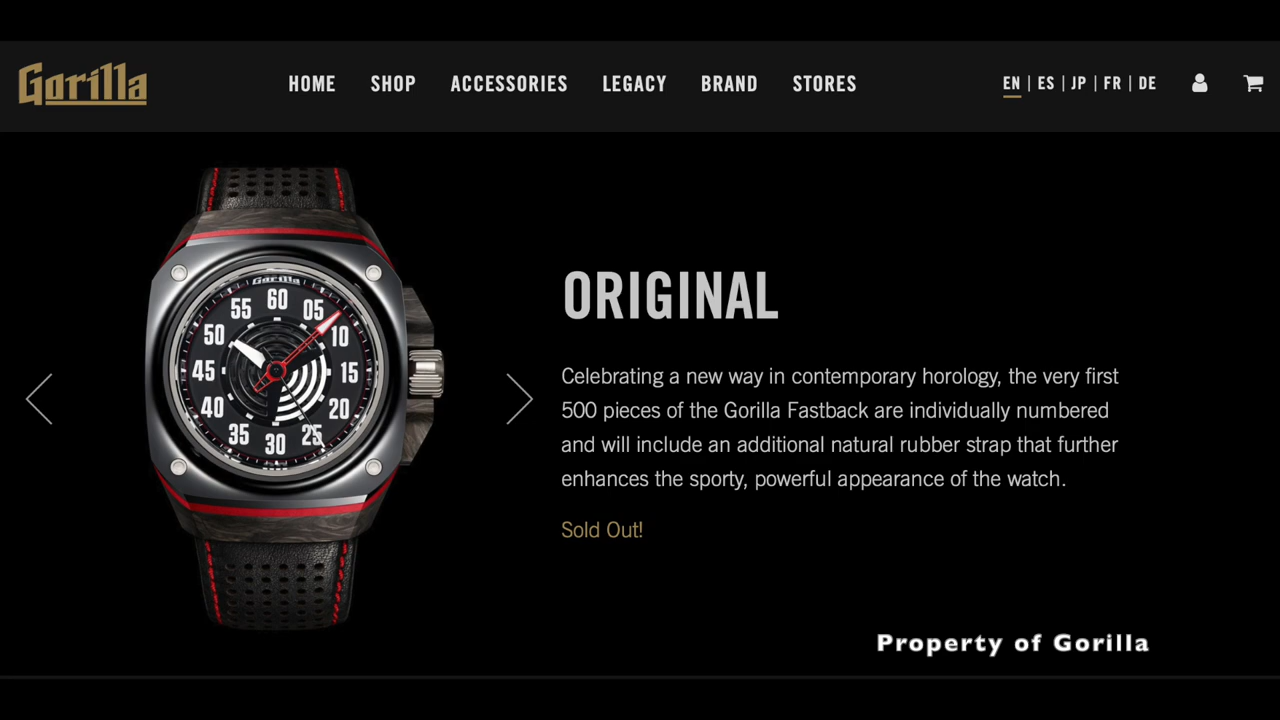 Gorilla
HOME SHOP ACCESSORIES LEGACY BRAND STORES EN | ES | JP | FR | DE
Gorilla
60
55 05
50 10
45 15
40 20
35 25
30
ORIGINAL
Celebrating a new way in contemporary horology, the very first
500 pieces of the Gorilla Fastback are individually numbered
and will include an additional natural rubber strap that further
enhances the sporty, powerful appearance of the watch.
Sold Out!
Property of Gorilla